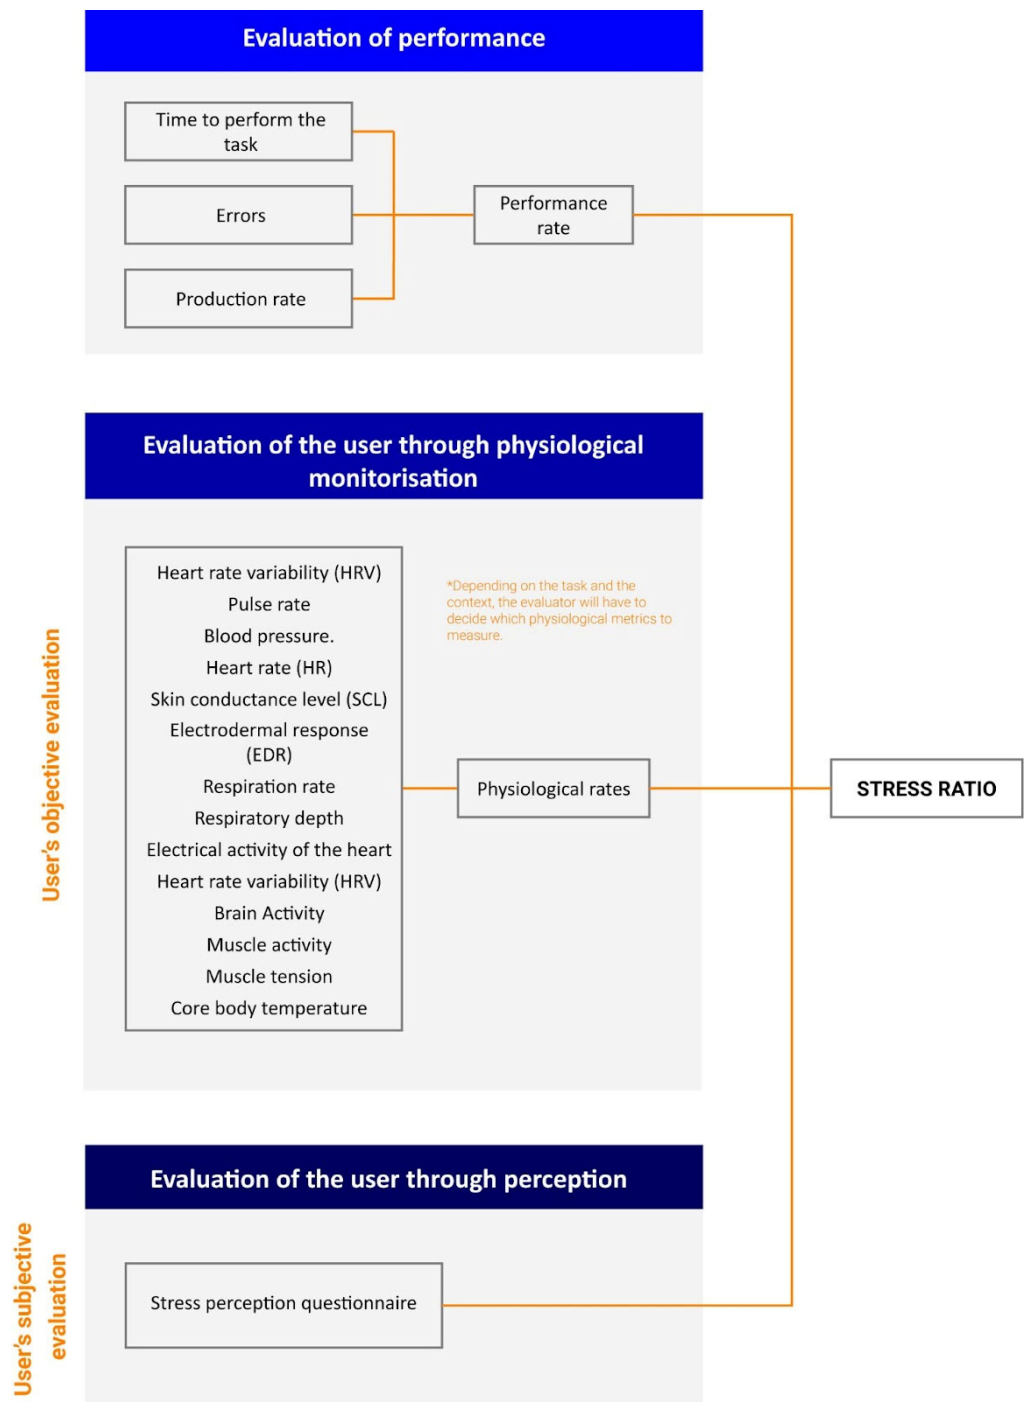 Evaluation of performance
Time to perform the
task
Errors
Production rate
Performance
rate
Evaluation of the user through physiological
monitorisation
User's objective evaluation
Heart rate variability (HRV)
Pulse rate
Blood pressure.
Heart rate (HR)
Skin conductance level (SCL)
Electrodermal response
(EDR)
Respiration rate
Respiratory depth
Electrical activity of the heart
Heart rate variability (HRV)
Brain Activity
Muscle activity
Muscle tension
Core body temperature
*Depending on the task and the
context, the evaluator will have to
decide which physiological metrics to
measure.
Physiological rates
STRESS RATIO
Evaluation of the user through perception
User's subjective
evaluation
Stress perception questionnaire